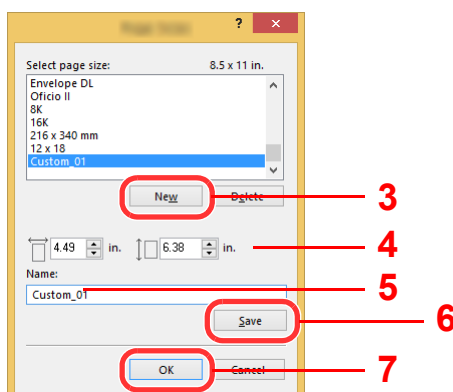 ? ×
Select page size: 8.5 x 11 in.
Envelope DL
Oficio II
8K
16K
216 x 340 mm
12 x 18
Custom_01
New Delete
3
4.49 in. 6.38 in.
4
Name:
5
Custom_01
Save
6
OK Cancel
7